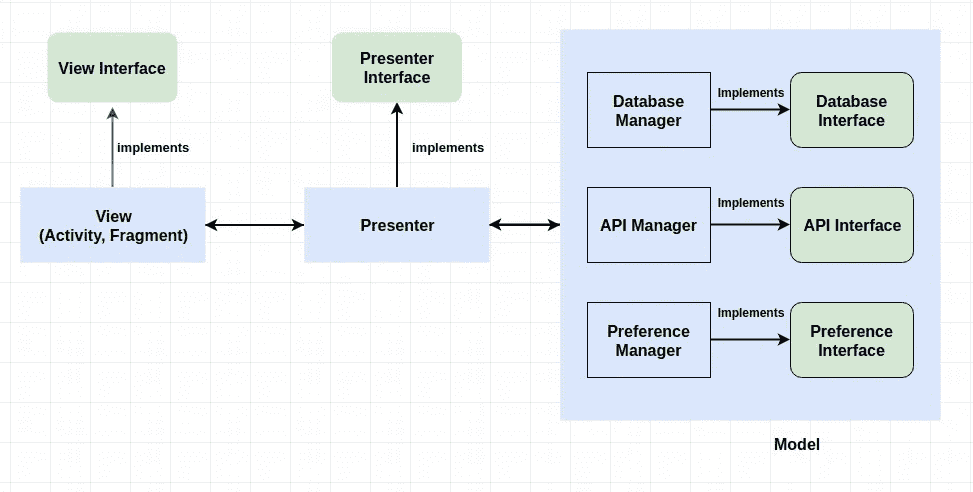 View Interface
Presenter
Interface
implements
implements
View
(Activity, Fragment)
Presenter
Database
Manager
Implements
Database
Interface
API Manager
Implements
API Interface
Preference
Manager
Implements
Preference
Interface
Model